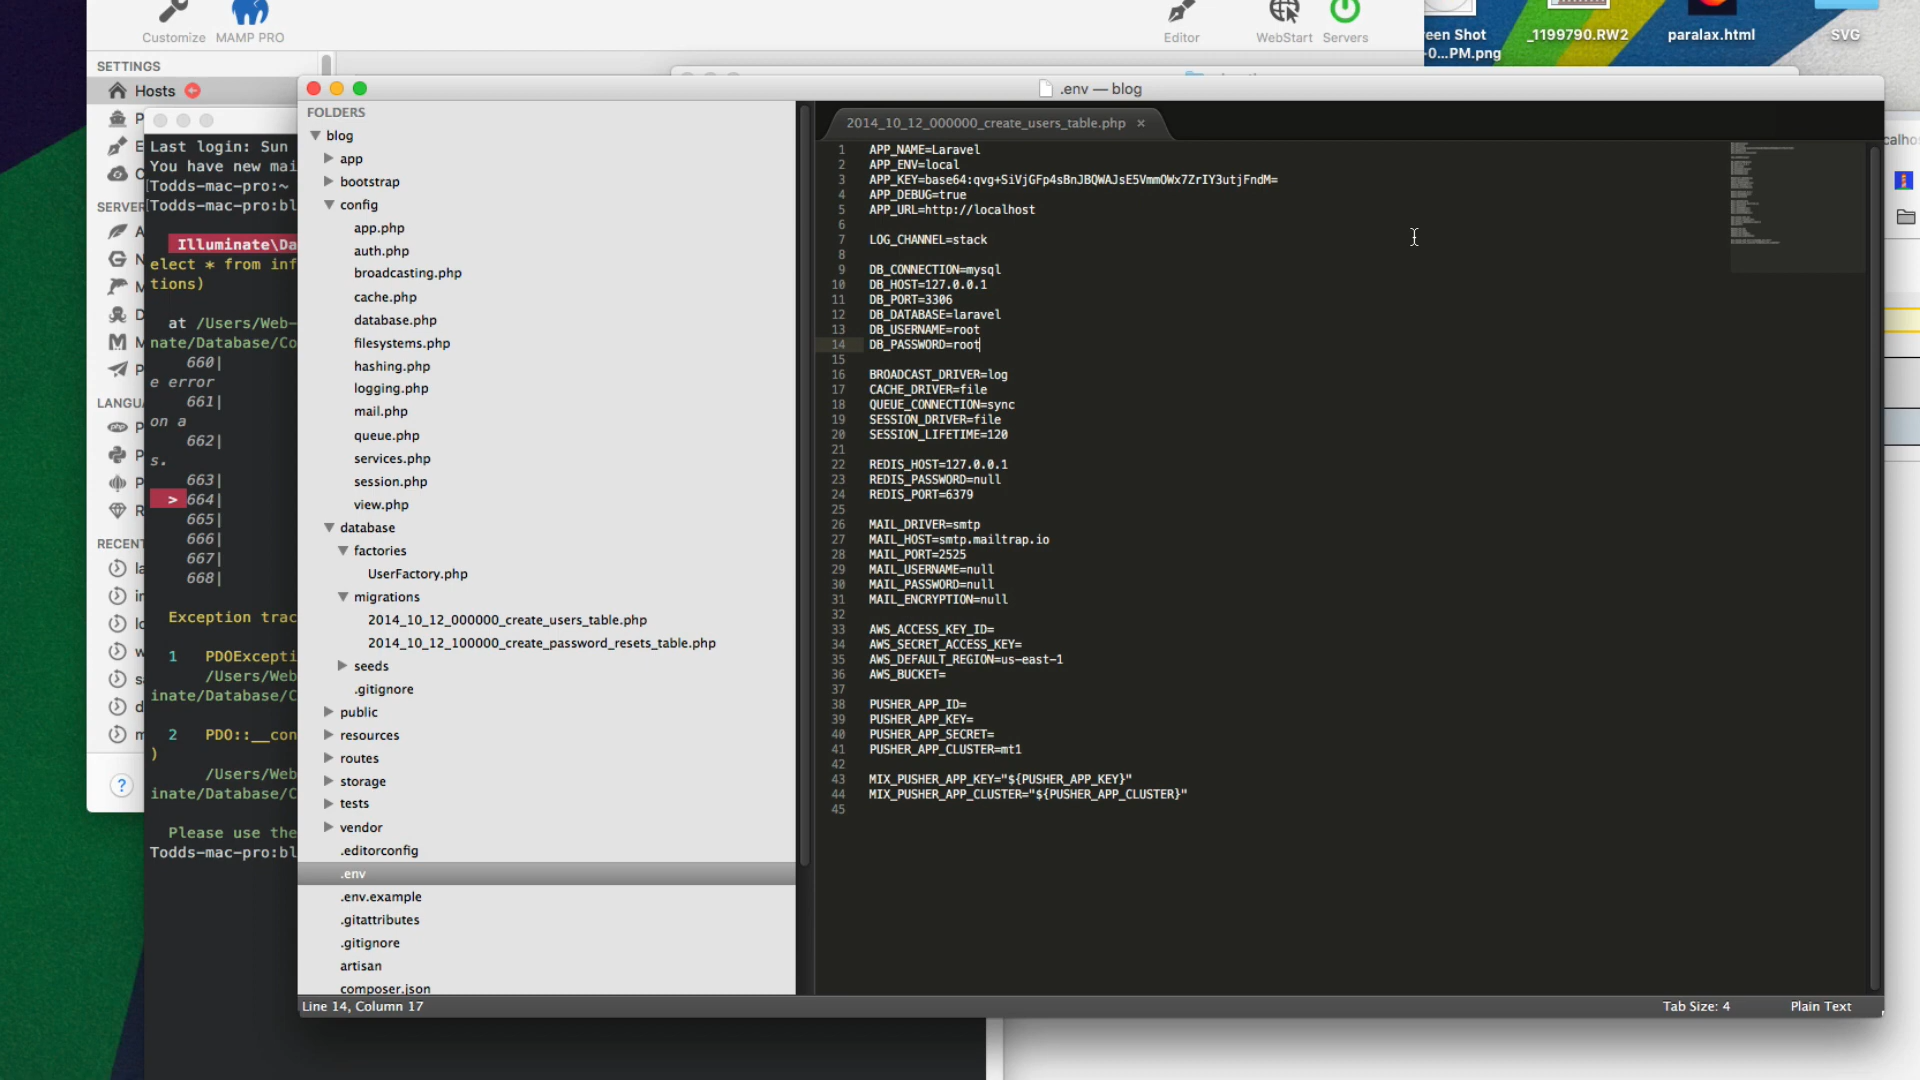 Customize
MAMP PRO
Editor
WebStart
Servers
een Shot
-0...PM.png
_1199790.RW2
paralax.html
SVG
SETTINGS
Hosts
SERVER
LANGU
RECENT
Last login: Sun
You have new mai
Todds-mac-pro:~
Todds-mac-pro:bl
Illuminate\Da
elect * from inf
tions)
at /Users/Web-
nate/Database/Co
660|
e error
661|
on a
662|
s.
663|
> 664|
665|
666|
667|
668|
Exception trac
1 PDOExcepti
/Users/Web
inate/Database/C
2 PDO::__con
)
/Users/Web
inate/Database/C
Please use the
Todds-mac-pro:bl
.env — blog
FOLDERS
blog
app
bootstrap
config
app.php
auth.php
broadcasting.php
cache.php
database.php
filesystems.php
hashing.php
logging.php
mail.php
queue.php
services.php
session.php
view.php
database
factories
UserFactory.php
migrations
2014_10_12_000000_create_users_table.php
2014_10_12_100000_create_password_resets_table.php
seeds
.gitignore
public
resources
routes
storage
tests
vendor
.editorconfig
.env
.env.example
.gitattributes
.gitignore
artisan
composer.json
2014_10_12_000000_create_users_table.php ×
1 APP_NAME=Laravel
2 APP_ENV=local
3 APP_KEY=base64:qvg+SiVjGFp4sBnJBQWAJsE5VmmOWx7ZrIY3utjFndM=
4 APP_DEBUG=true
5 APP_URL=http://localhost
6
7 LOG_CHANNEL=stack
8
9 DB_CONNECTION=mysql
10 DB_HOST=127.0.0.1
11 DB_PORT=3306
12 DB_DATABASE=laravel
13 DB_USERNAME=root
14 DB_PASSWORD=root
15
16 BROADCAST_DRIVER=log
17 CACHE_DRIVER=file
18 QUEUE_CONNECTION=sync
19 SESSION_DRIVER=file
20 SESSION_LIFETIME=120
21
22 REDIS_HOST=127.0.0.1
23 REDIS_PASSWORD=null
24 REDIS_PORT=6379
25
26 MAIL_DRIVER=smtp
27 MAIL_HOST=smtp.mailtrap.io
28 MAIL_PORT=2525
29 MAIL_USERNAME=null
30 MAIL_PASSWORD=null
31 MAIL_ENCRYPTION=null
32
33 AWS_ACCESS_KEY_ID=
34 AWS_SECRET_ACCESS_KEY=
35 AWS_DEFAULT_REGION=us-east-1
36 AWS_BUCKET=
37
38 PUSHER_APP_ID=
39 PUSHER_APP_KEY=
40 PUSHER_APP_SECRET=
41 PUSHER_APP_CLUSTER=mt1
42
43 MIX_PUSHER_APP_KEY="${PUSHER_APP_KEY}"
44 MIX_PUSHER_APP_CLUSTER="${PUSHER_APP_CLUSTER}"
45
Line 14, Column 17
Tab Size: 4
Plain Text